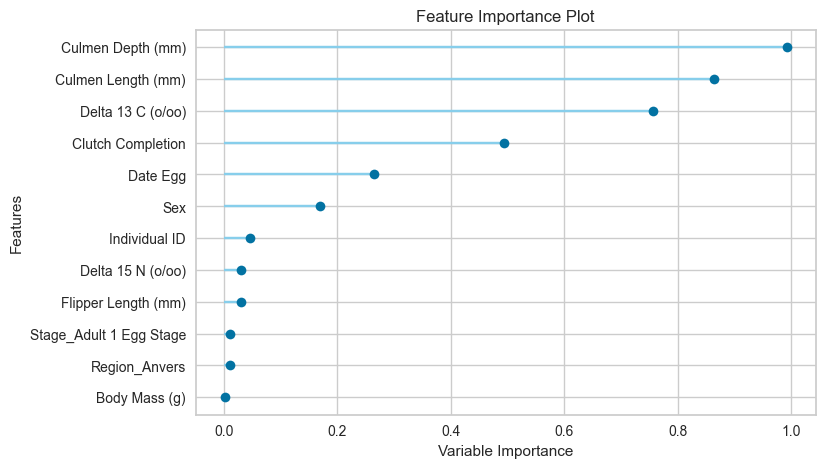 Feature Importance Plot
Culmen Depth (mm)
Culmen Length (mm)
Delta 13 C (o/oo)
Clutch Completion
Date Egg
Sex
Individual ID
Delta 15 N (o/oo)
Flipper Length (mm)
Stage_Adult 1 Egg Stage
Region_Anvers
Body Mass (g)
Features
0.0 0.2 0.4 0.6 0.8 1.0
Variable Importance